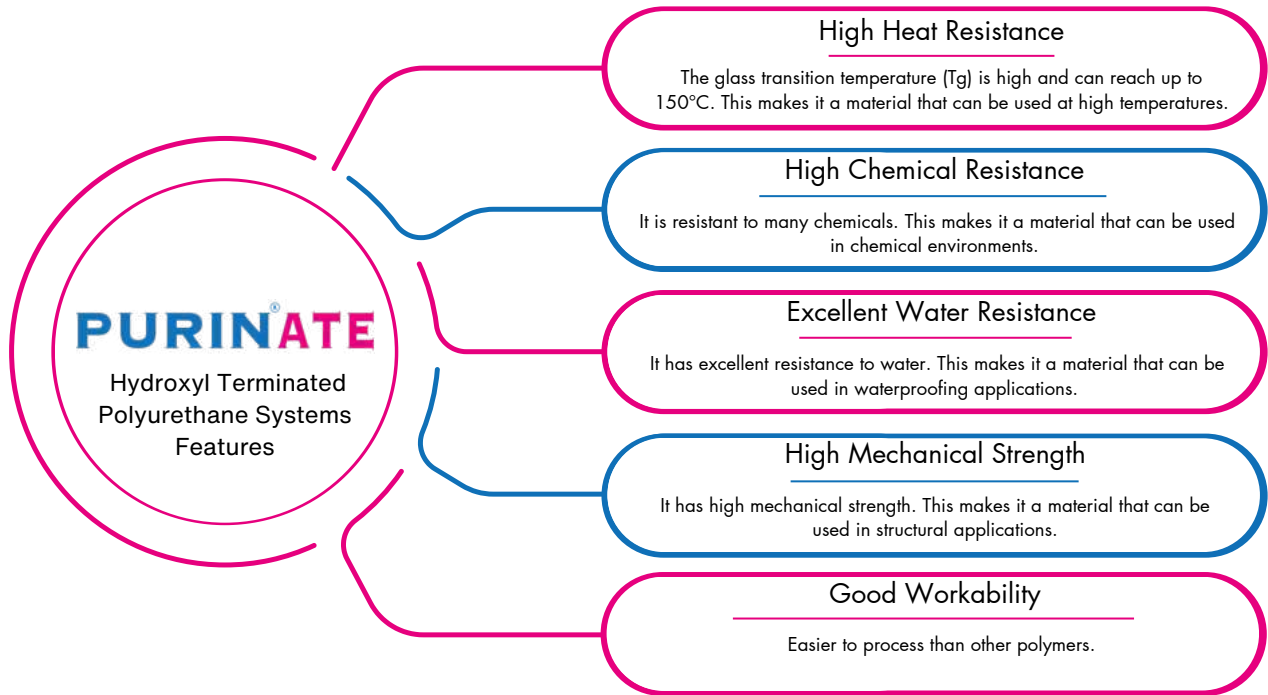 PURIN®ATE
Hydroxyl Terminated
Polyurethane Systems
Features
High Heat Resistance
The glass transition temperature (Tg) is high and can reach up to
150°C. This makes it a material that can be used at high temperatures.
High Chemical Resistance
It is resistant to many chemicals. This makes it a material that can be used
in chemical environments.
Excellent Water Resistance
It has excellent resistance to water. This makes it a material that can be
used in waterproofing applications.
High Mechanical Strength
It has high mechanical strength. This makes it a material that can be
used in structural applications.
Good Workability
Easier to process than other polymers.